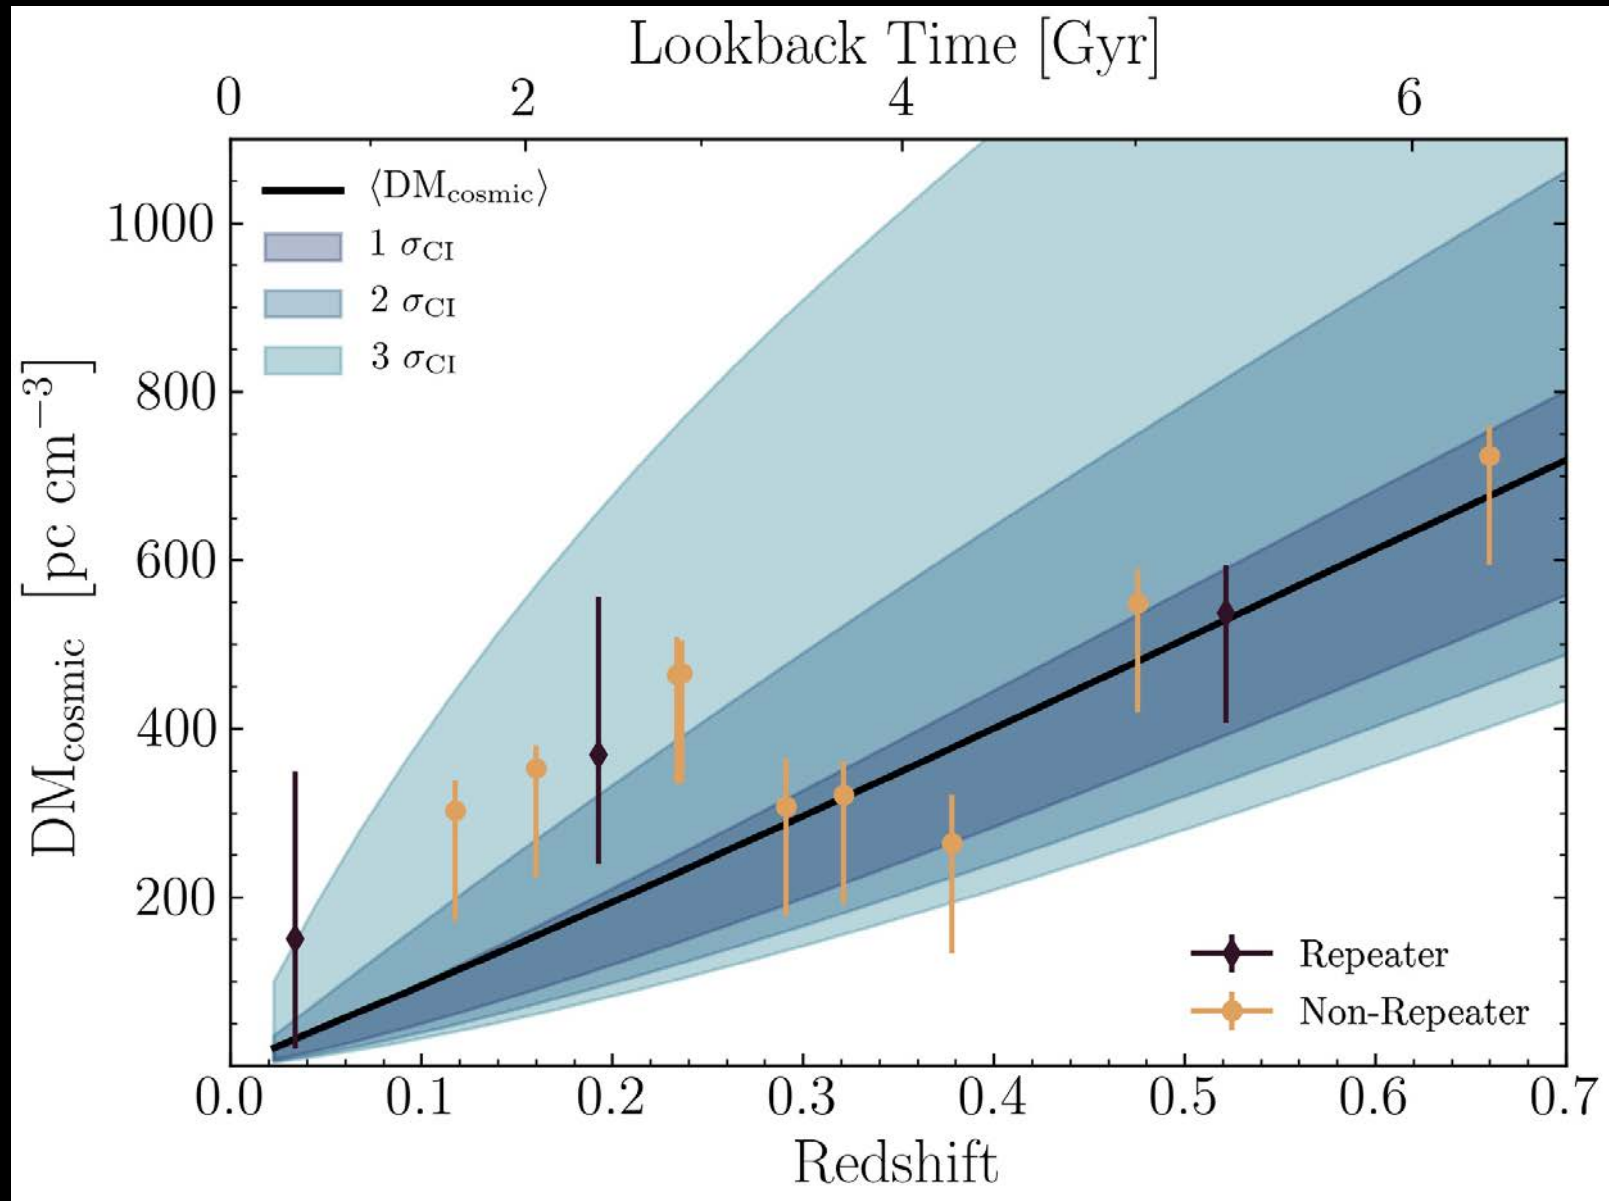 Lookback Time [Gyr]
0 2 4 6
⟨DM_cosmic⟩
1 σ_CI
2 σ_CI
3 σ_CI
1000
800
600
400
200
DM_cosmic [pc cm⁻³]
Repeater
Non-Repeater
0.0 0.1 0.2 0.3 0.4 0.5 0.6 0.7
Redshift